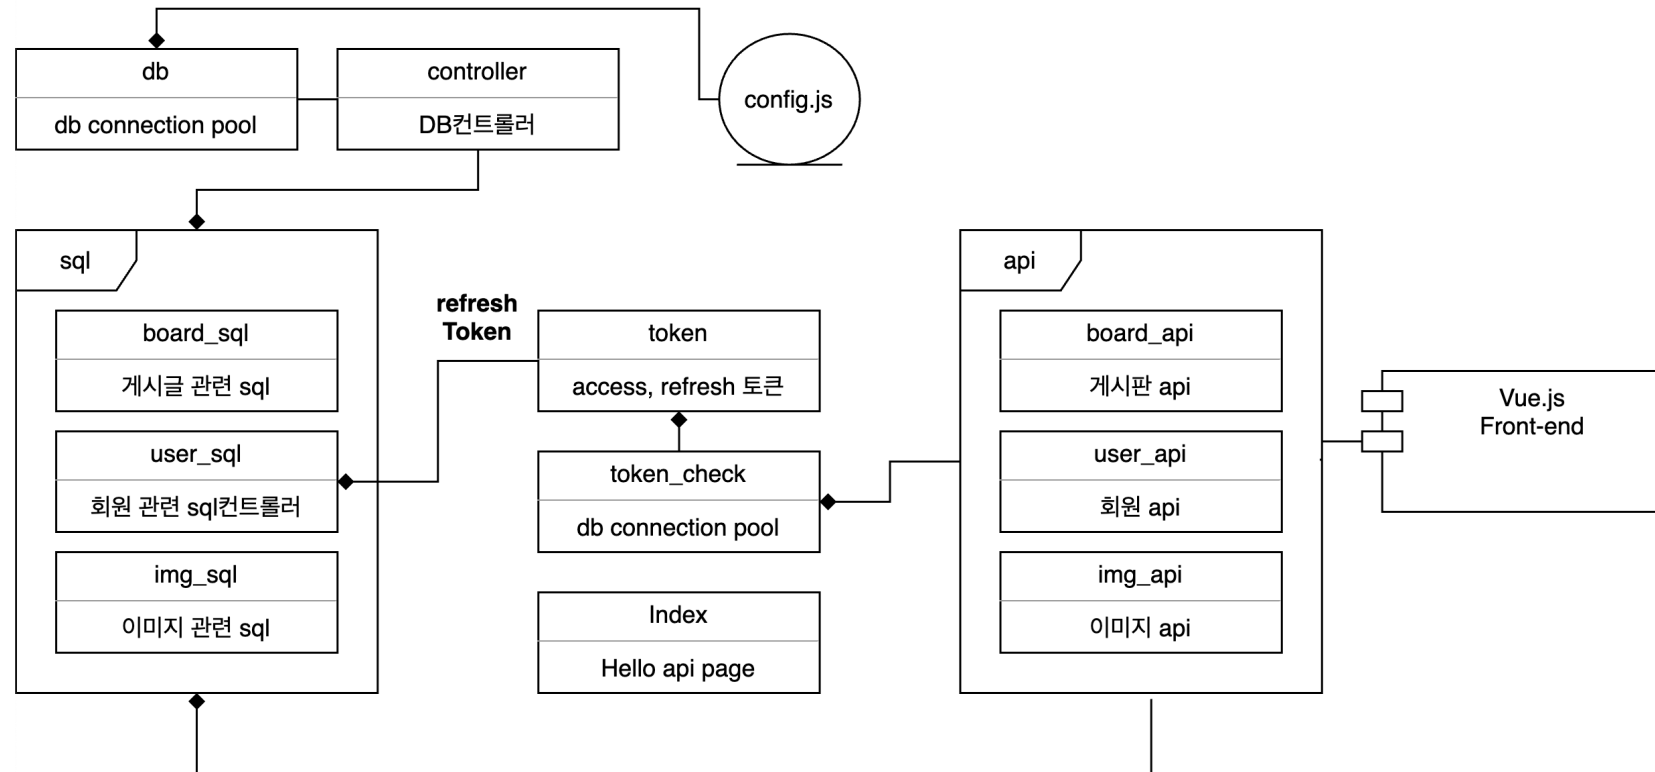 db
db connection pool
controller
DB컨트롤러
config.js
sql
board_sql
게시글 관련 sql
user_sql
회원 관련 sql컨트롤러
img_sql
이미지 관련 sql
refresh
Token
token
access, refresh 토큰
token_check
db connection pool
Index
Hello api page
api
board_api
게시판 api
user_api
회원 api
img_api
이미지 api
Vue.js
Front-end